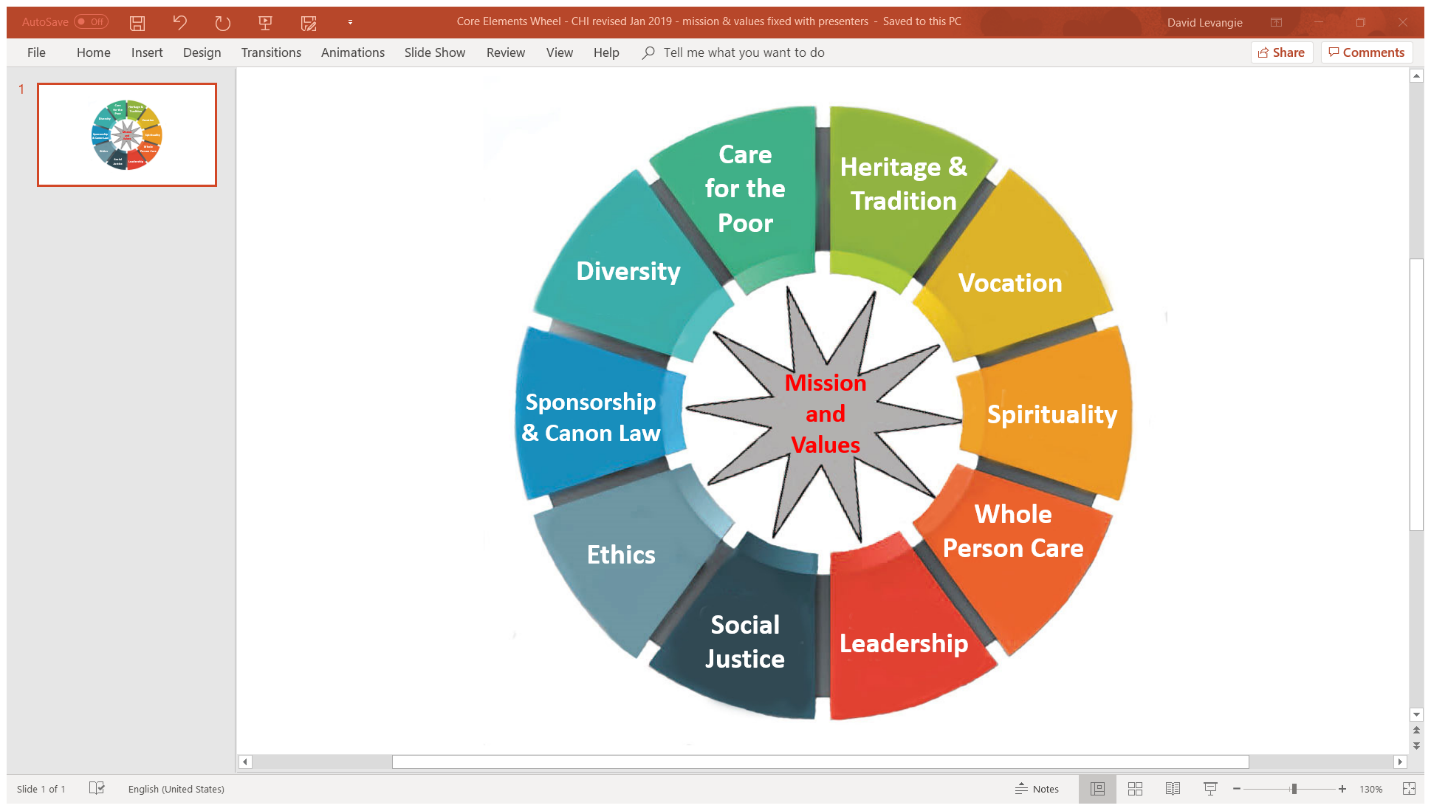 AutoSave Off
Core Elements Wheel - CHI revised Jan 2019 - mission & values fixed with presenters - Saved to this PC
David Levangie
File Home Insert Design Transitions Animations Slide Show Review View Help Tell me what you want to do
Share Comments
1
Care
for the
Poor
Heritage &
Tradition
Vocation
Spirituality
Whole
Person Care
Leadership
Social
Justice
Ethics
Sponsorship
& Canon Law
Diversity
Mission
and
Values
Slide 1 of 1 English (United States) Notes 130%